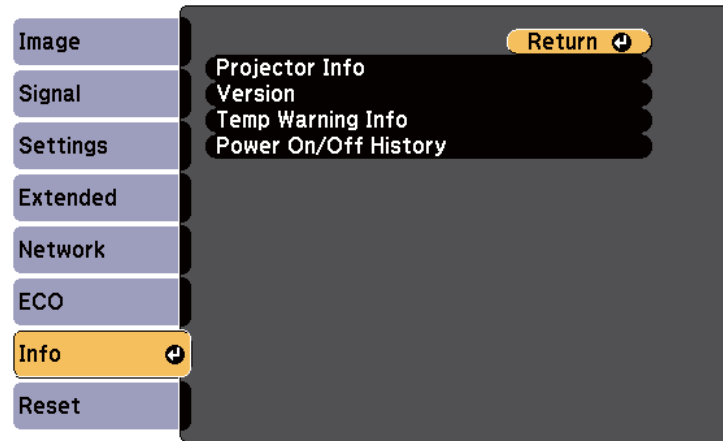 Image
Signal
Settings
Extended
Network
ECO
Info
Reset
Return
Projector Info
Version
Temp Warning Info
Power On/Off History